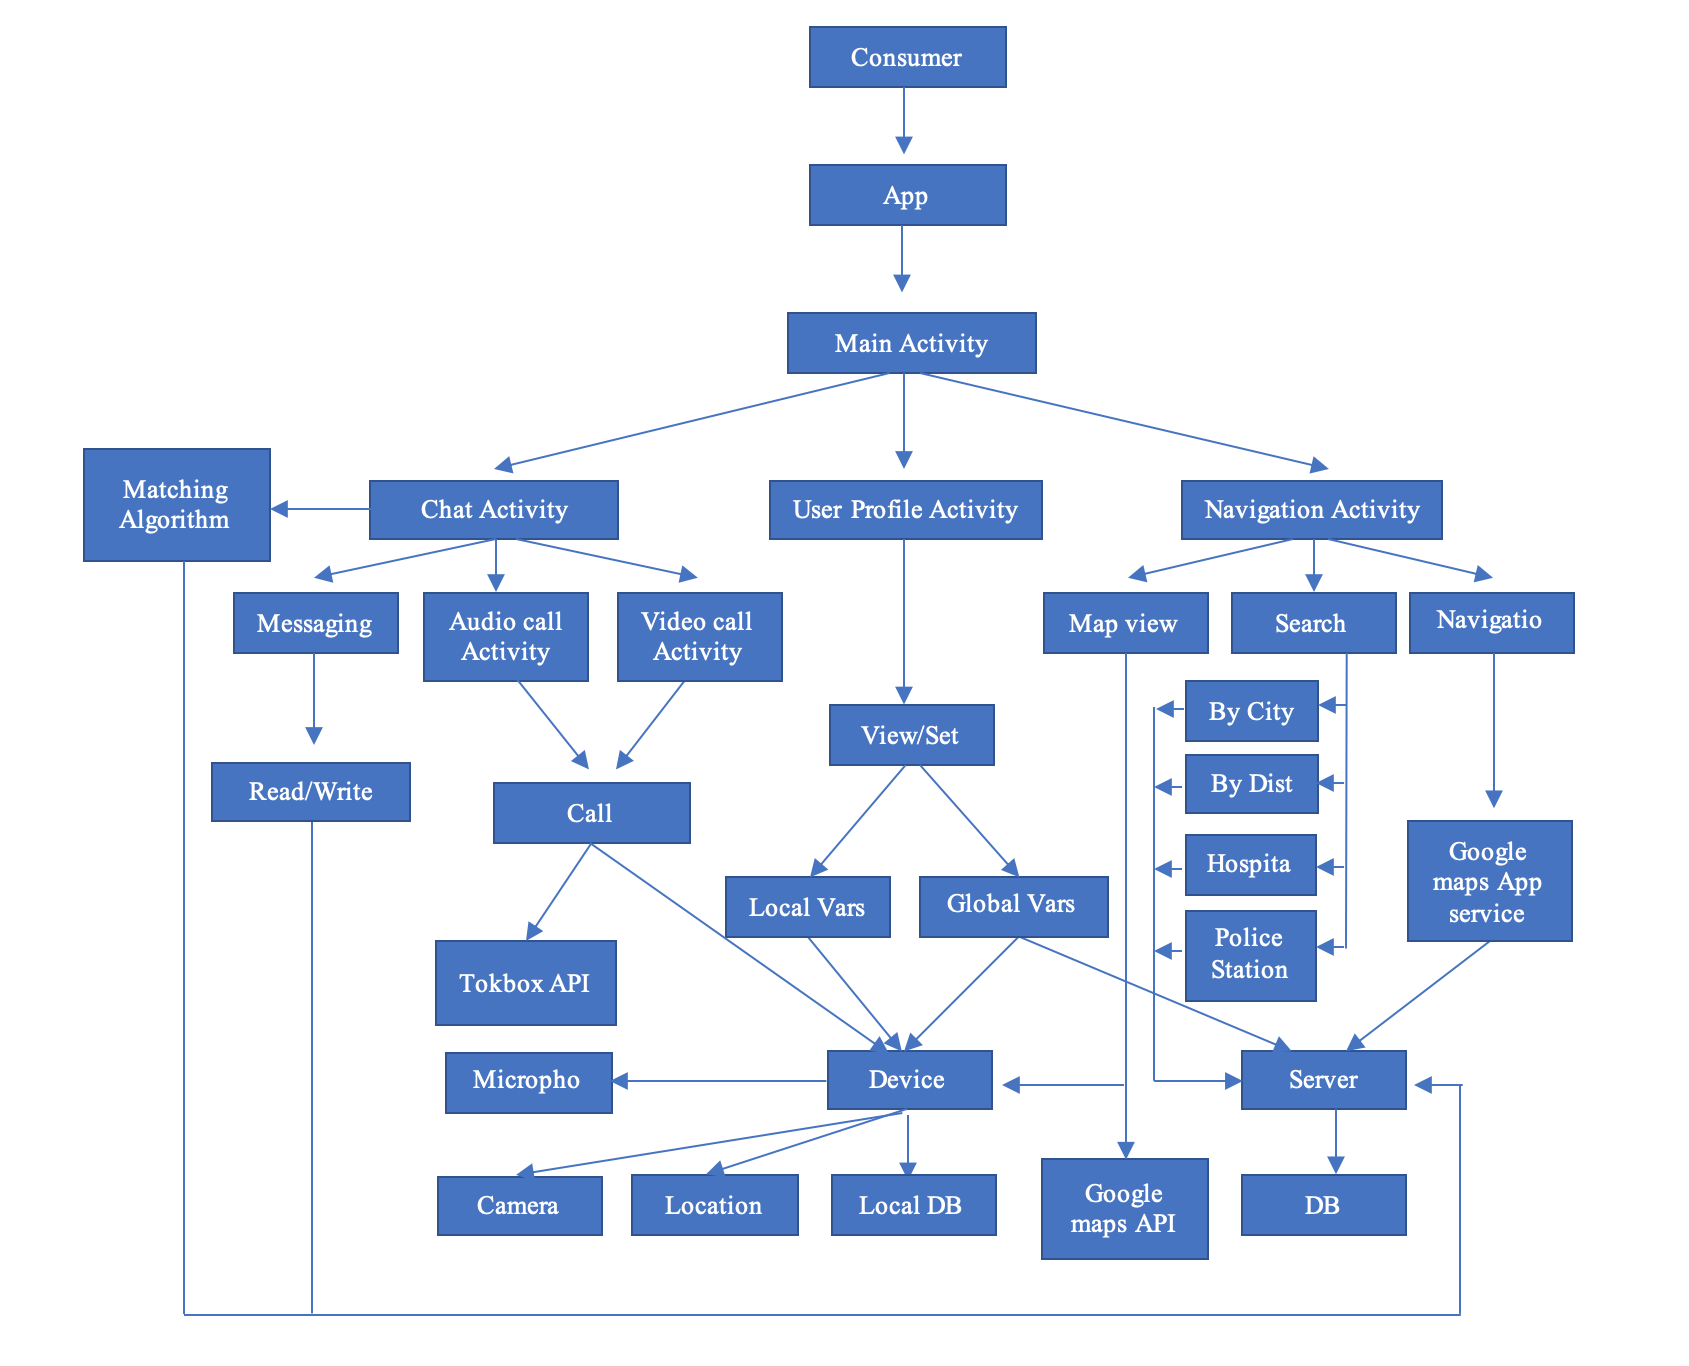 Consumer
App
Main Activity
Matching
Algorithm
Chat Activity
User Profile Activity
Navigation Activity
Messaging
Audio call
Activity
Video call
Activity
Map view
Search
Navigatio
By City
View/Set
By Dist
Read/Write
Call
Hospita
Google
maps App
service
Local Vars
Global Vars
Police
Station
Tokbox API
Micropho
Device
Server
Camera
Location
Local DB
Google
maps API
DB